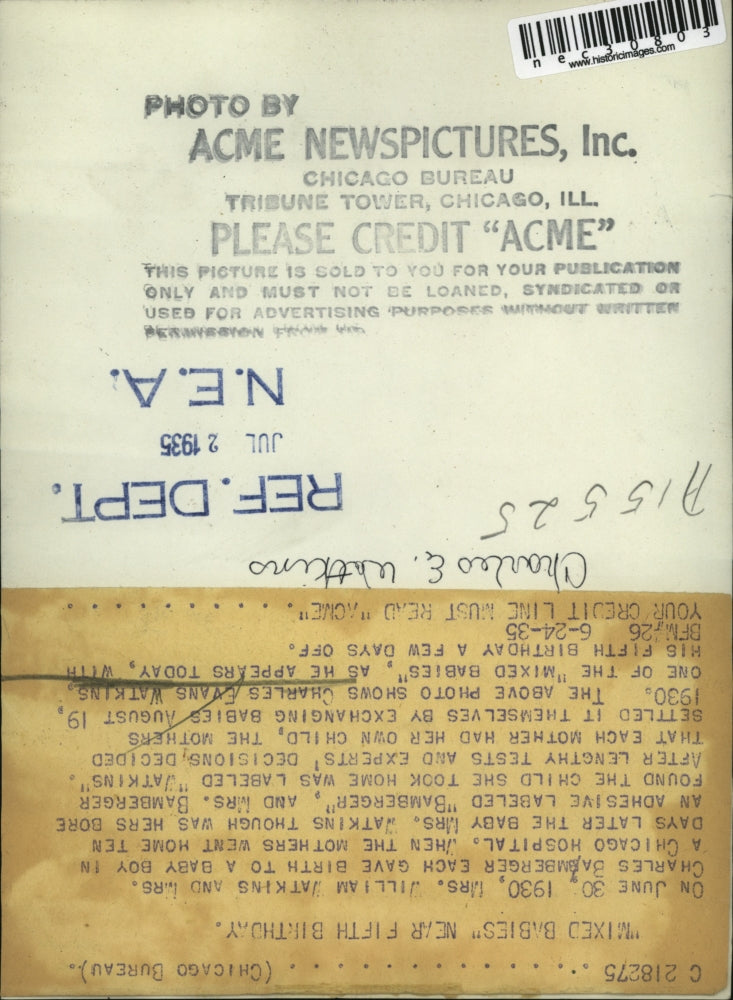 nec30803
www.historicimages.com
PHOTO BY
ACME NEWSPICTURES, Inc.
CHICAGO BUREAU
TRIBUNE TOWER, CHICAGO, ILL.
PLEASE CREDIT “ACME”
THIS PICTURE IS SOLD TO YOU FOR YOUR PUBLICATION
ONLY AND MUST NOT BE LOANED, SYNDICATED OR
USED FOR ADVERTISING PURPOSES WITHOUT WRITTEN
PERMISSION FROM US.
REF. DEPT.
JUL 2 1935
N.E.A.
A15525
Charles E. Watkins
C 218275 . . . . . . . . . . . . . . (CHICAGO BUREAU).
"MIXED BABIES" NEAR FIFTH BIRTHDAY.
ON JUNE 30, 1930, MRS. WILLIAM WATKINS AND MRS.
CHARLES BAMBERGER EACH GAVE BIRTH TO A BABY BOY IN
A CHICAGO HOSPITAL. WHEN THE MOTHERS WENT HOME TEN
DAYS LATER THE BABY MRS. WATKINS THOUGH WAS HERS BORE
AN ADHESIVE LABELED "BAMBERGER", AND MRS. BAMBERGER
FOUND THE CHILD SHE TOOK HOME WAS LABELED "WATKINS".
AFTER LENGTHY TESTS AND EXPERTS' DECISIONS, DECIDED
THAT EACH MOTHER HAD HER OWN CHILD, THE MOTHERS
SETTLED IT THEMSELVES BY EXCHANGING BABIES AUGUST 19,
1930. THE ABOVE PHOTO SHOWS CHARLES EVANS WATKINS,
ONE OF THE "MIXED BABIES", AS HE APPEARS TODAY, WITH
HIS FIFTH BIRTHDAY A FEW DAYS OFF.
BFM#26 6-24-35
YOUR CREDIT LINE MUST READ "ACME". . . . . . . . . .